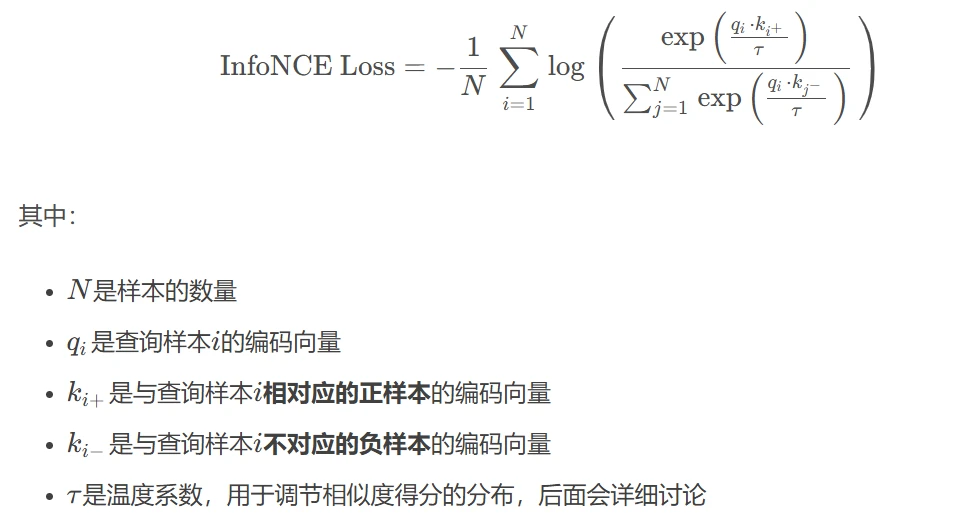 InfoNCE Loss = −\frac{1}{N} \sum_{i=1}^{N} \log \left( \frac{\exp\left(\frac{q_i \cdot k_{i+}}{\tau}\right)}{\sum_{j=1}^{N} \exp\left(\frac{q_i \cdot k_{j-}}{\tau}\right)} \right)
其中：
• N是样本的数量
• q_i 是查询样本i的编码向量
• k_{i+} 是与查询样本i相对应的正样本的编码向量
• k_{i-} 是与查询样本i不对应的负样本的编码向量
• τ是温度系数，用于调节相似度得分的分布，后面会详细讨论